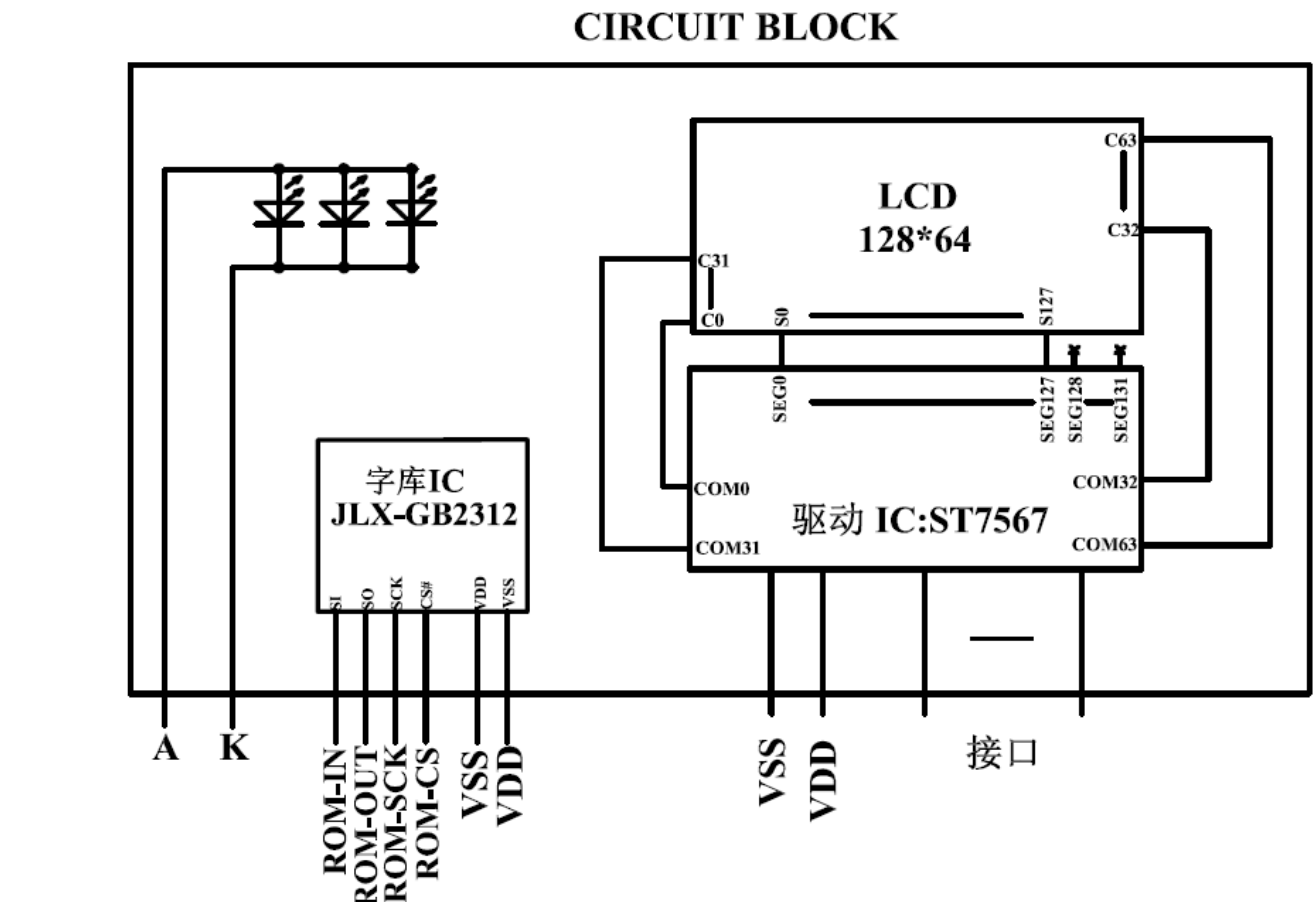 CIRCUIT BLOCK
C63
LCD
128*64
C32
C31
C0
S0
S127
SEG0
SEG127
SEG128
SEG131
字库IC
JLX-GB2312
SI
SO
SCK
CS#
VDD
VSS
COM0
COM32
驱动 IC:ST7567
COM31
COM63
A
K
ROM-IN
ROM-OUT
ROM-SCK
ROM-CS
VSS
VDD
VSS
VDD
接口